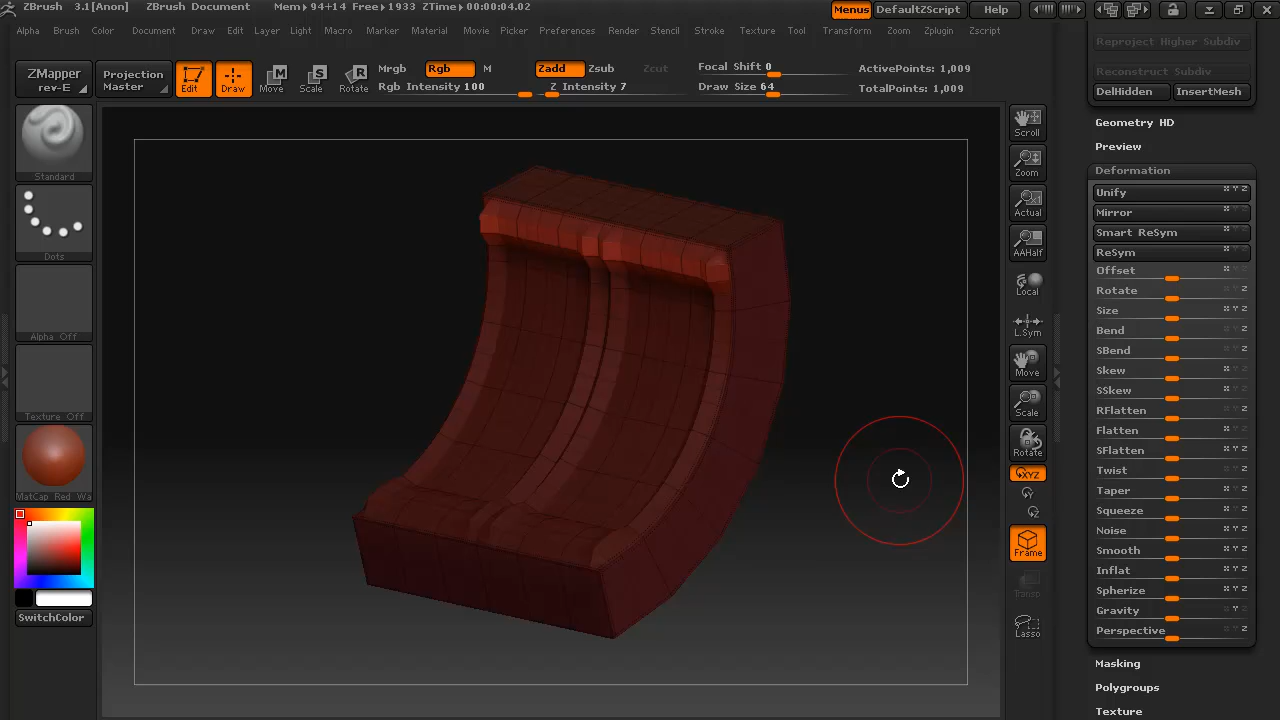 ZBrush 3.1[Anon] ZBrush Document Mem▸94+14 Free▸1933 ZTime▸00:00:04.02 Menus DefaultZScript Help
Alpha Brush Color Document Draw Edit Layer Light Macro Marker Material Movie Picker Preferences Render Stencil Stroke Texture Tool Transform Zoom Zplugin Zscript
ZMapper
rev-E
Projection
Master
Edit
Draw
Move
Scale
Rotate
Mrgb Rgb M
Rgb Intensity 100
Zadd Zsub Zcut
Z Intensity 7
Focal Shift 0
Draw Size 64
ActivePoints: 1,009
TotalPoints: 1,009
Standard
Dots
Alpha Off
Texture Off
MatCap Red Wa
SwitchColor
Scroll
Zoom
Actual
AAHalf
Local
L.Sym
Move
Scale
Rotate
XYZ
Y
Z
Frame
Transp
Lasso
Reproject Higher Subdiv
Reconstruct Subdiv
DelHidden InsertMesh
Geometry HD
Preview
Deformation
Unify X Y Z
Mirror X Y Z
Smart ReSym X Y Z
ReSym X Y Z
Offset X Y Z
Rotate X Y Z
Size X Y Z
Bend X Y Z
SBend X Y Z
Skew X Y Z
SSkew X Y Z
RFlatten X Y Z
Flatten X Y Z
SFlatten X Y Z
Twist X Y Z
Taper X Y Z
Squeeze X Y Z
Noise X Y Z
Smooth X Y Z
Inflat X Y Z
Spherize X Y Z
Gravity X Y Z
Perspective X Y Z
Masking
Polygroups
Texture